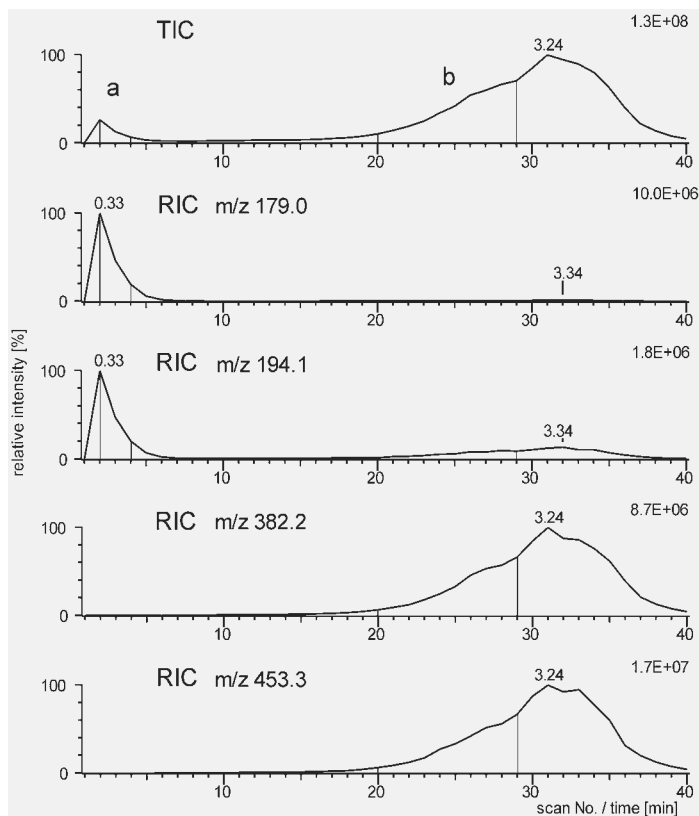 TIC
1.3E+08
3.24
100
a
b
0
10
20
30
40
RIC m/z 179.0
10.0E+06
0.33
100
3.34
0
10
20
30
40
RIC m/z 194.1
1.8E+06
0.33
100
3.34
0
10
20
30
40
RIC m/z 382.2
8.7E+06
3.24
100
0
10
20
30
40
RIC m/z 453.3
1.7E+07
3.24
100
0
10
20
30
40
relative intensity [%]
scan No. / time [min]